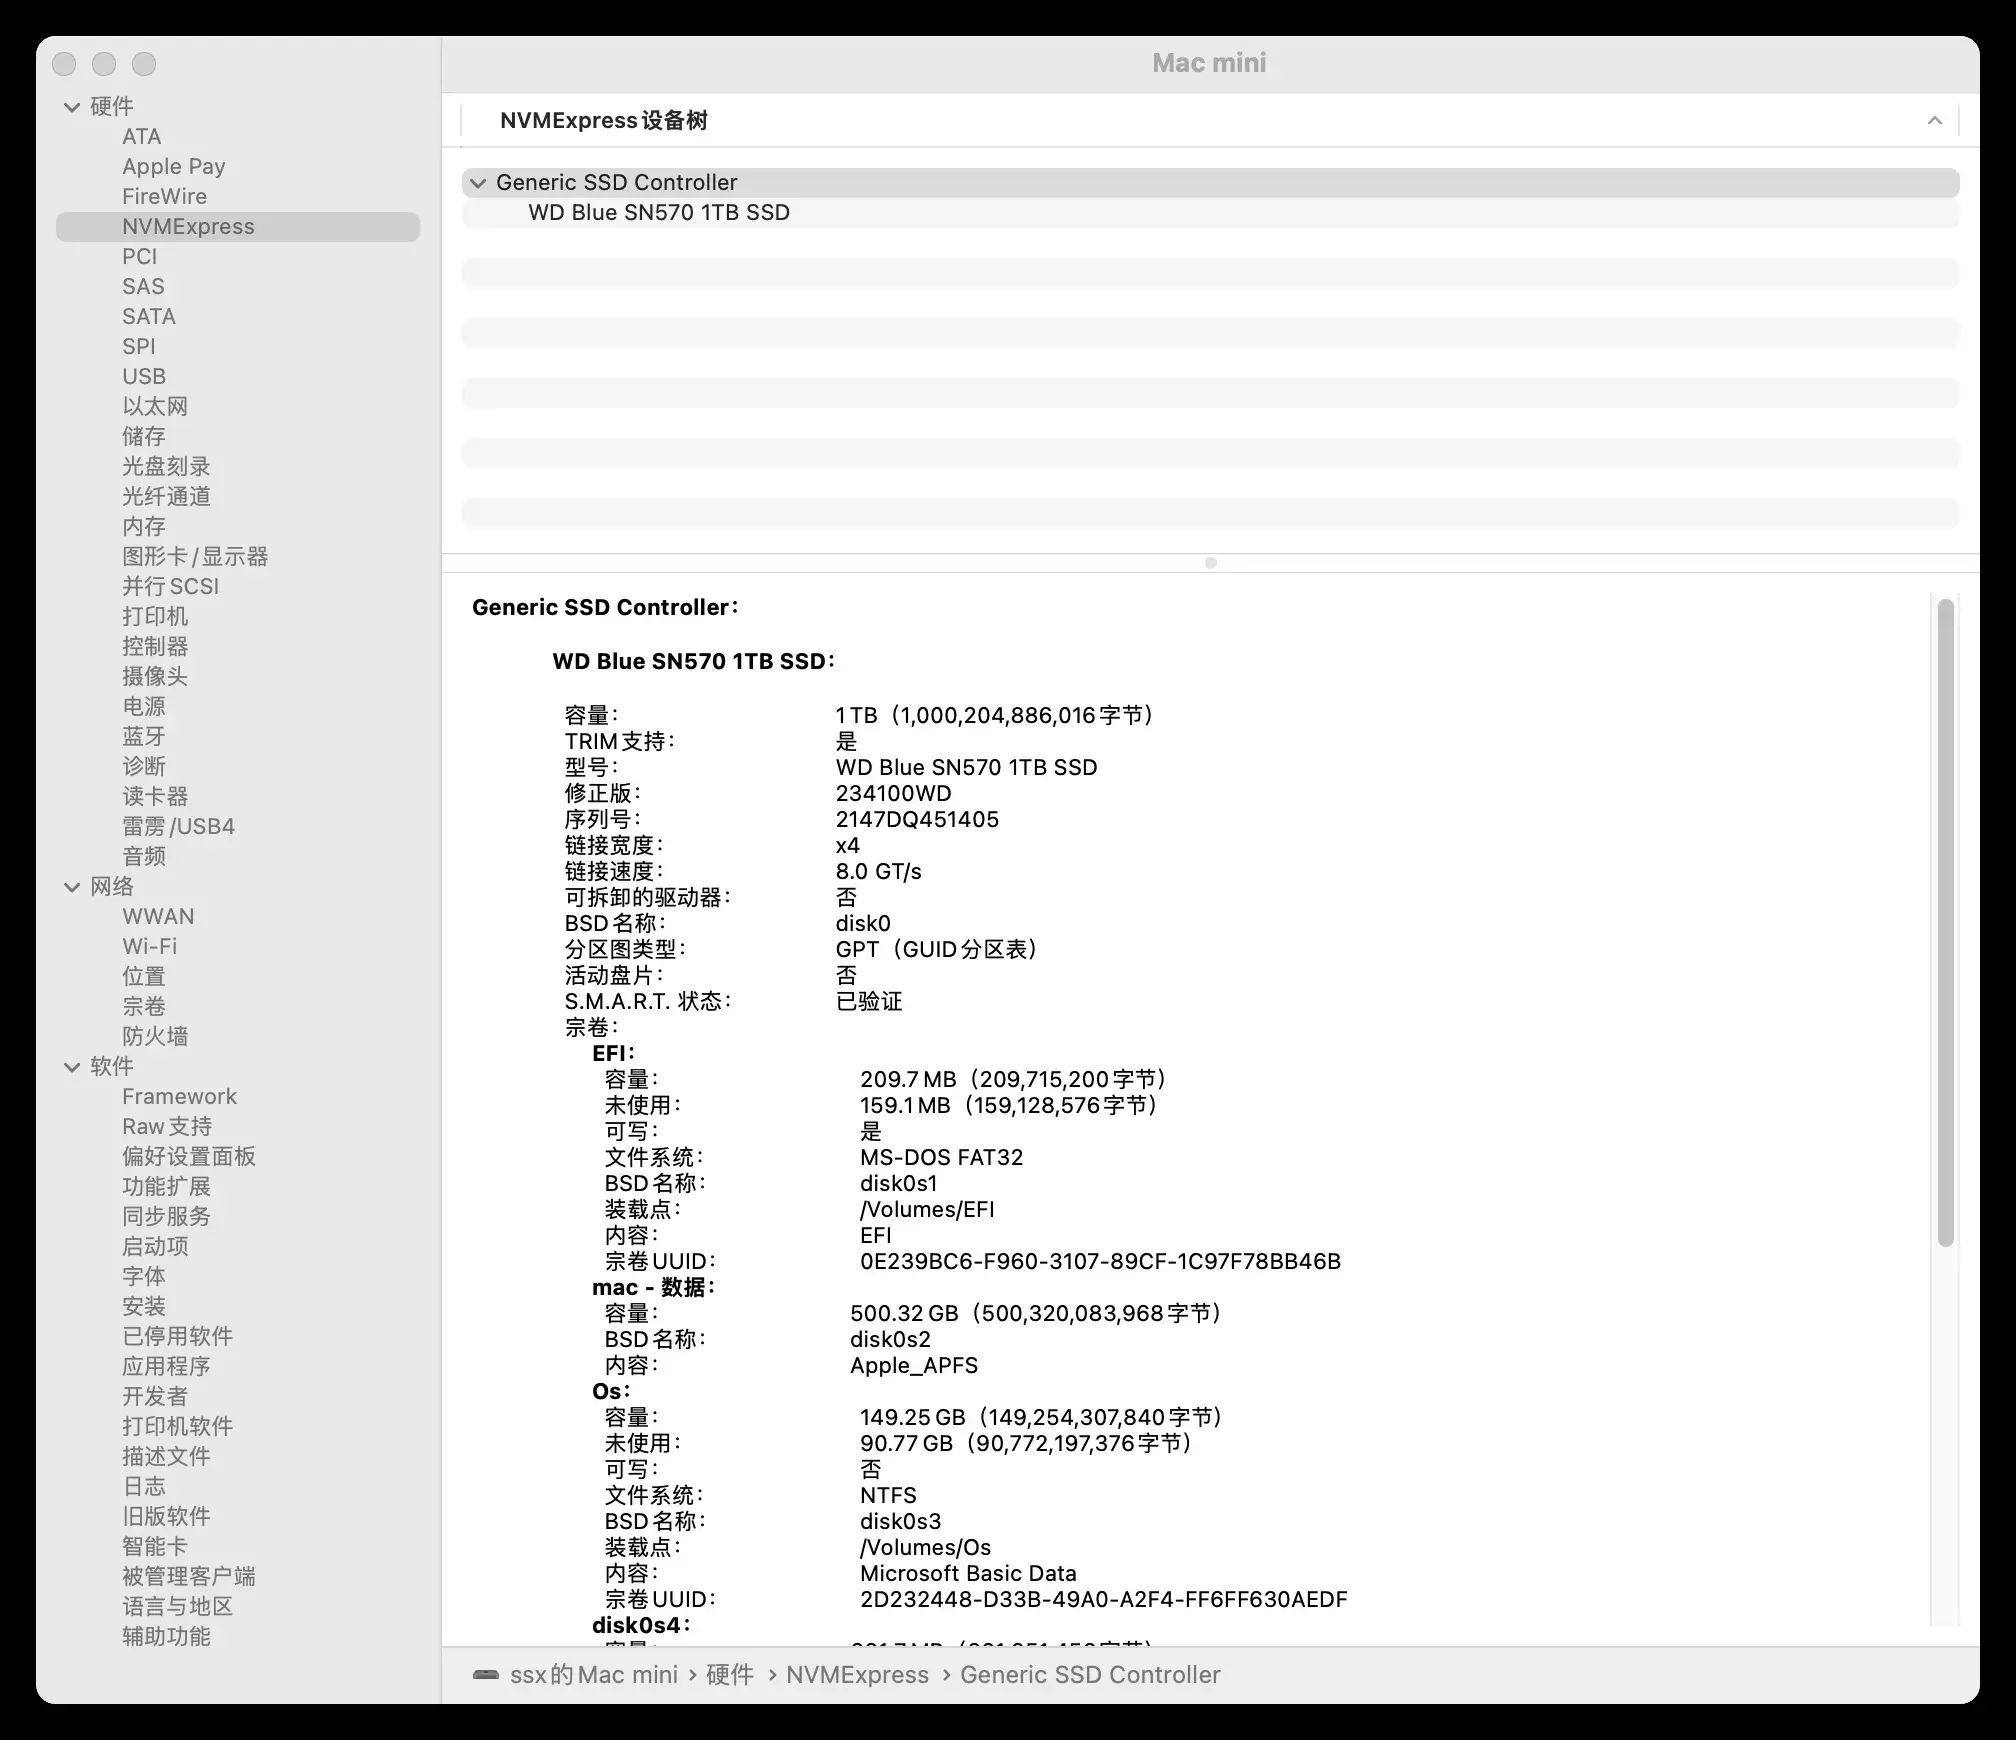 硬件
ATA
Apple Pay
FireWire
NVMExpress
PCI
SAS
SATA
SPI
USB
以太网
储存
光盘刻录
光纤通道
内存
图形卡/显示器
并行SCSI
打印机
控制器
摄像头
电源
蓝牙
诊断
读卡器
雷雳/USB4
音频
网络
WWAN
Wi-Fi
位置
宗卷
防火墙
软件
Framework
Raw支持
偏好设置面板
功能扩展
同步服务
启动项
字体
安装
已停用软件
应用程序
开发者
打印机软件
描述文件
日志
旧版软件
智能卡
被管理客户端
语言与地区
辅助功能
Mac mini
NVMExpress设备树
Generic SSD Controller
WD Blue SN570 1TB SSD
Generic SSD Controller：
WD Blue SN570 1TB SSD：
容量： 1 TB（1,000,204,886,016字节）
TRIM支持： 是
型号： WD Blue SN570 1TB SSD
修正版： 234100WD
序列号： 2147DQ451405
链接宽度： x4
链接速度： 8.0 GT/s
可拆卸的驱动器： 否
BSD名称： disk0
分区图类型： GPT（GUID分区表）
活动盘片： 否
S.M.A.R.T. 状态： 已验证
宗卷：
EFI：
容量： 209.7 MB（209,715,200字节）
未使用： 159.1 MB（159,128,576字节）
可写： 是
文件系统： MS-DOS FAT32
BSD名称： disk0s1
装载点： /Volumes/EFI
内容： EFI
宗卷UUID： 0E239BC6-F960-3107-89CF-1C97F78BB46B
mac - 数据：
容量： 500.32 GB（500,320,083,968字节）
BSD名称： disk0s2
内容： Apple_APFS
Os：
容量： 149.25 GB（149,254,307,840字节）
未使用： 90.77 GB（90,772,197,376字节）
可写： 否
文件系统： NTFS
BSD名称： disk0s3
装载点： /Volumes/Os
内容： Microsoft Basic Data
宗卷UUID： 2D232448-D33B-49A0-A2F4-FF6FF630AEDF
disk0s4：
ssx的Mac mini › 硬件 › NVMExpress › Generic SSD Controller